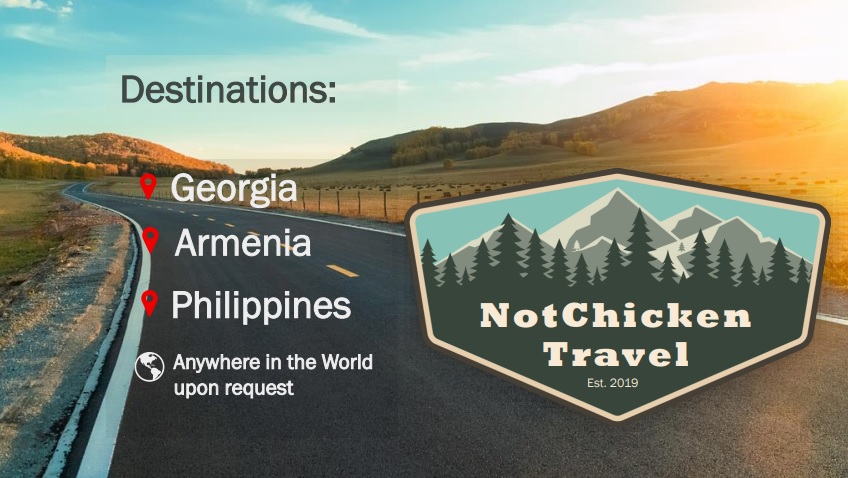 Destinations:
Georgia
Armenia
Philippines
Anywhere in the World
upon request
NotChicken
Travel
Est. 2019